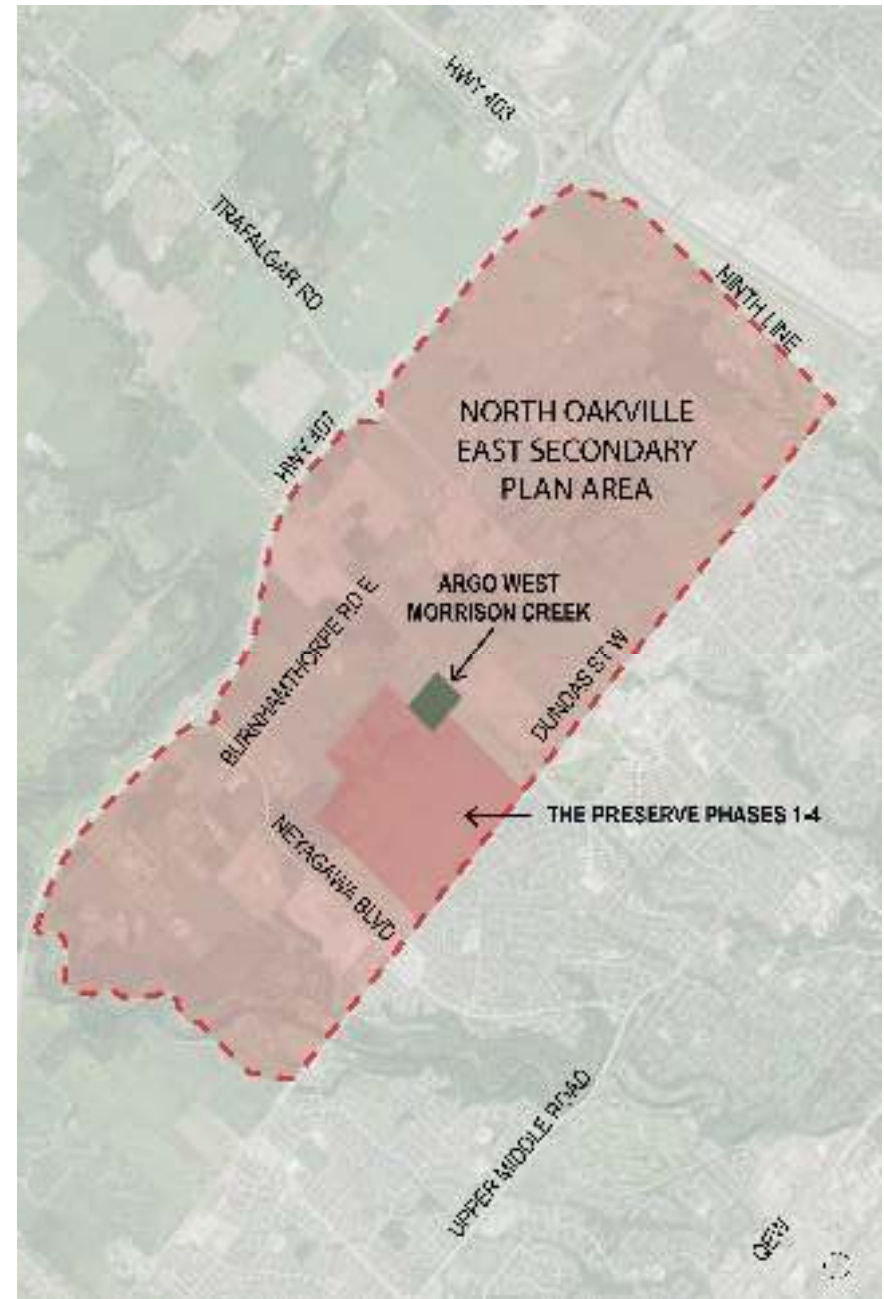 HWY 403
TRAFALGAR RD
NINTH LINE
HWY 407
NORTH OAKVILLE
EAST SECONDARY
PLAN AREA
ARGO WEST
MORRISON CREEK
BURNHAMTHORPE RD E
DUNDAS ST W
THE PRESERVE PHASES 1-4
NEYAGAWA BLVD
UPPER MIDDLE ROAD
QEW